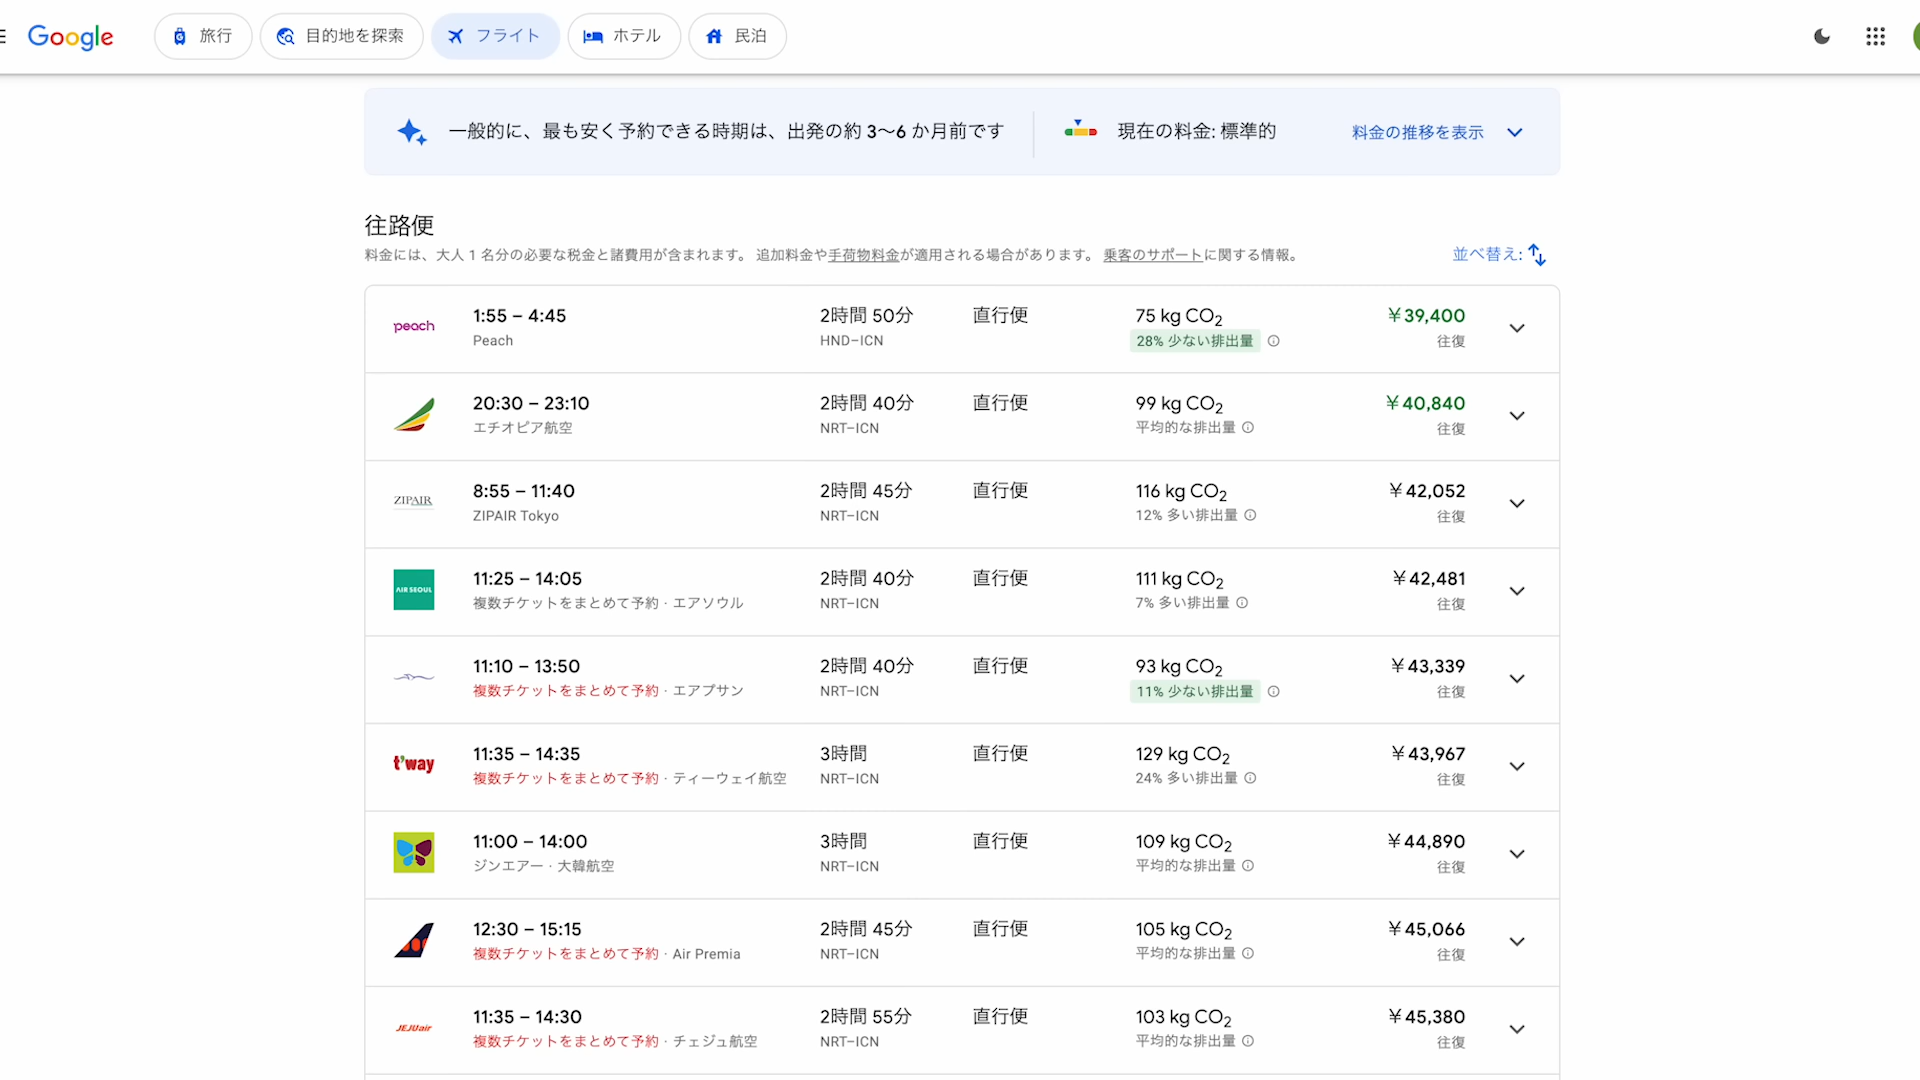 Google 旅行 目的地を探索 フライト ホテル 民泊
一般的に、最も安く予約できる時期は、出発の約 3〜6 か月前です 現在の料金: 標準的 料金の推移を表示
往路便
料金には、大人 1 名分の必要な税金と諸費用が含まれます。 追加料金や手荷物料金が適用される場合があります。 乗客のサポートに関する情報。 並べ替え:
peach 1:55 – 4:45 2時間 50分 直行便 75 kg CO2 ￥39,400
Peach HND–ICN 28% 少ない排出量 往復
20:30 – 23:10 2時間 40分 直行便 99 kg CO2 ￥40,840
エチオピア航空 NRT–ICN 平均的な排出量 往復
ZIPAIR 8:55 – 11:40 2時間 45分 直行便 116 kg CO2 ￥42,052
ZIPAIR Tokyo NRT–ICN 12% 多い排出量 往復
AIR SEOUL 11:25 – 14:05 2時間 40分 直行便 111 kg CO2 ￥42,481
複数チケットをまとめて予約 · エアソウル NRT–ICN 7% 多い排出量 往復
11:10 – 13:50 2時間 40分 直行便 93 kg CO2 ￥43,339
複数チケットをまとめて予約 · エアプサン NRT–ICN 11% 少ない排出量 往復
t'way 11:35 – 14:35 3時間 直行便 129 kg CO2 ￥43,967
複数チケットをまとめて予約 · ティーウェイ航空 NRT–ICN 24% 多い排出量 往復
11:00 – 14:00 3時間 直行便 109 kg CO2 ￥44,890
ジンエアー · 大韓航空 NRT–ICN 平均的な排出量 往復
12:30 – 15:15 2時間 45分 直行便 105 kg CO2 ￥45,066
複数チケットをまとめて予約 · Air Premia NRT–ICN 平均的な排出量 往復
JEJUair 11:35 – 14:30 2時間 55分 直行便 103 kg CO2 ￥45,380
複数チケットをまとめて予約 · チェジュ航空 NRT–ICN 平均的な排出量 往復